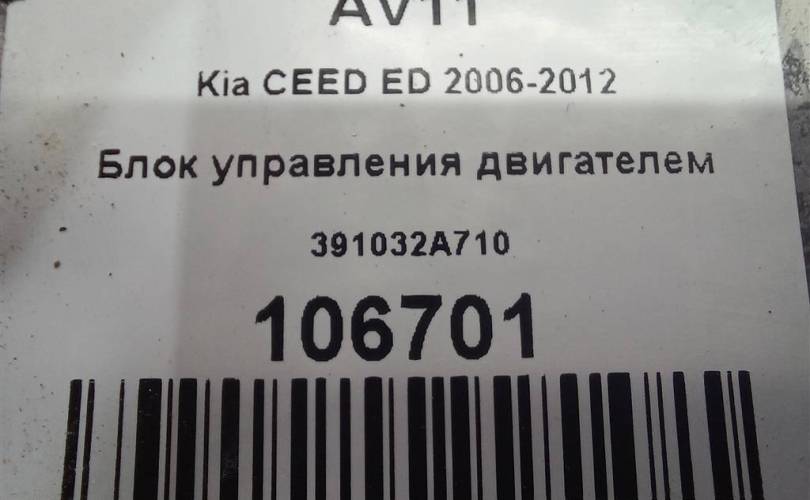 AV11
Kia CEED ED 2006-2012
Блок управления двигателем
391032A710
106701